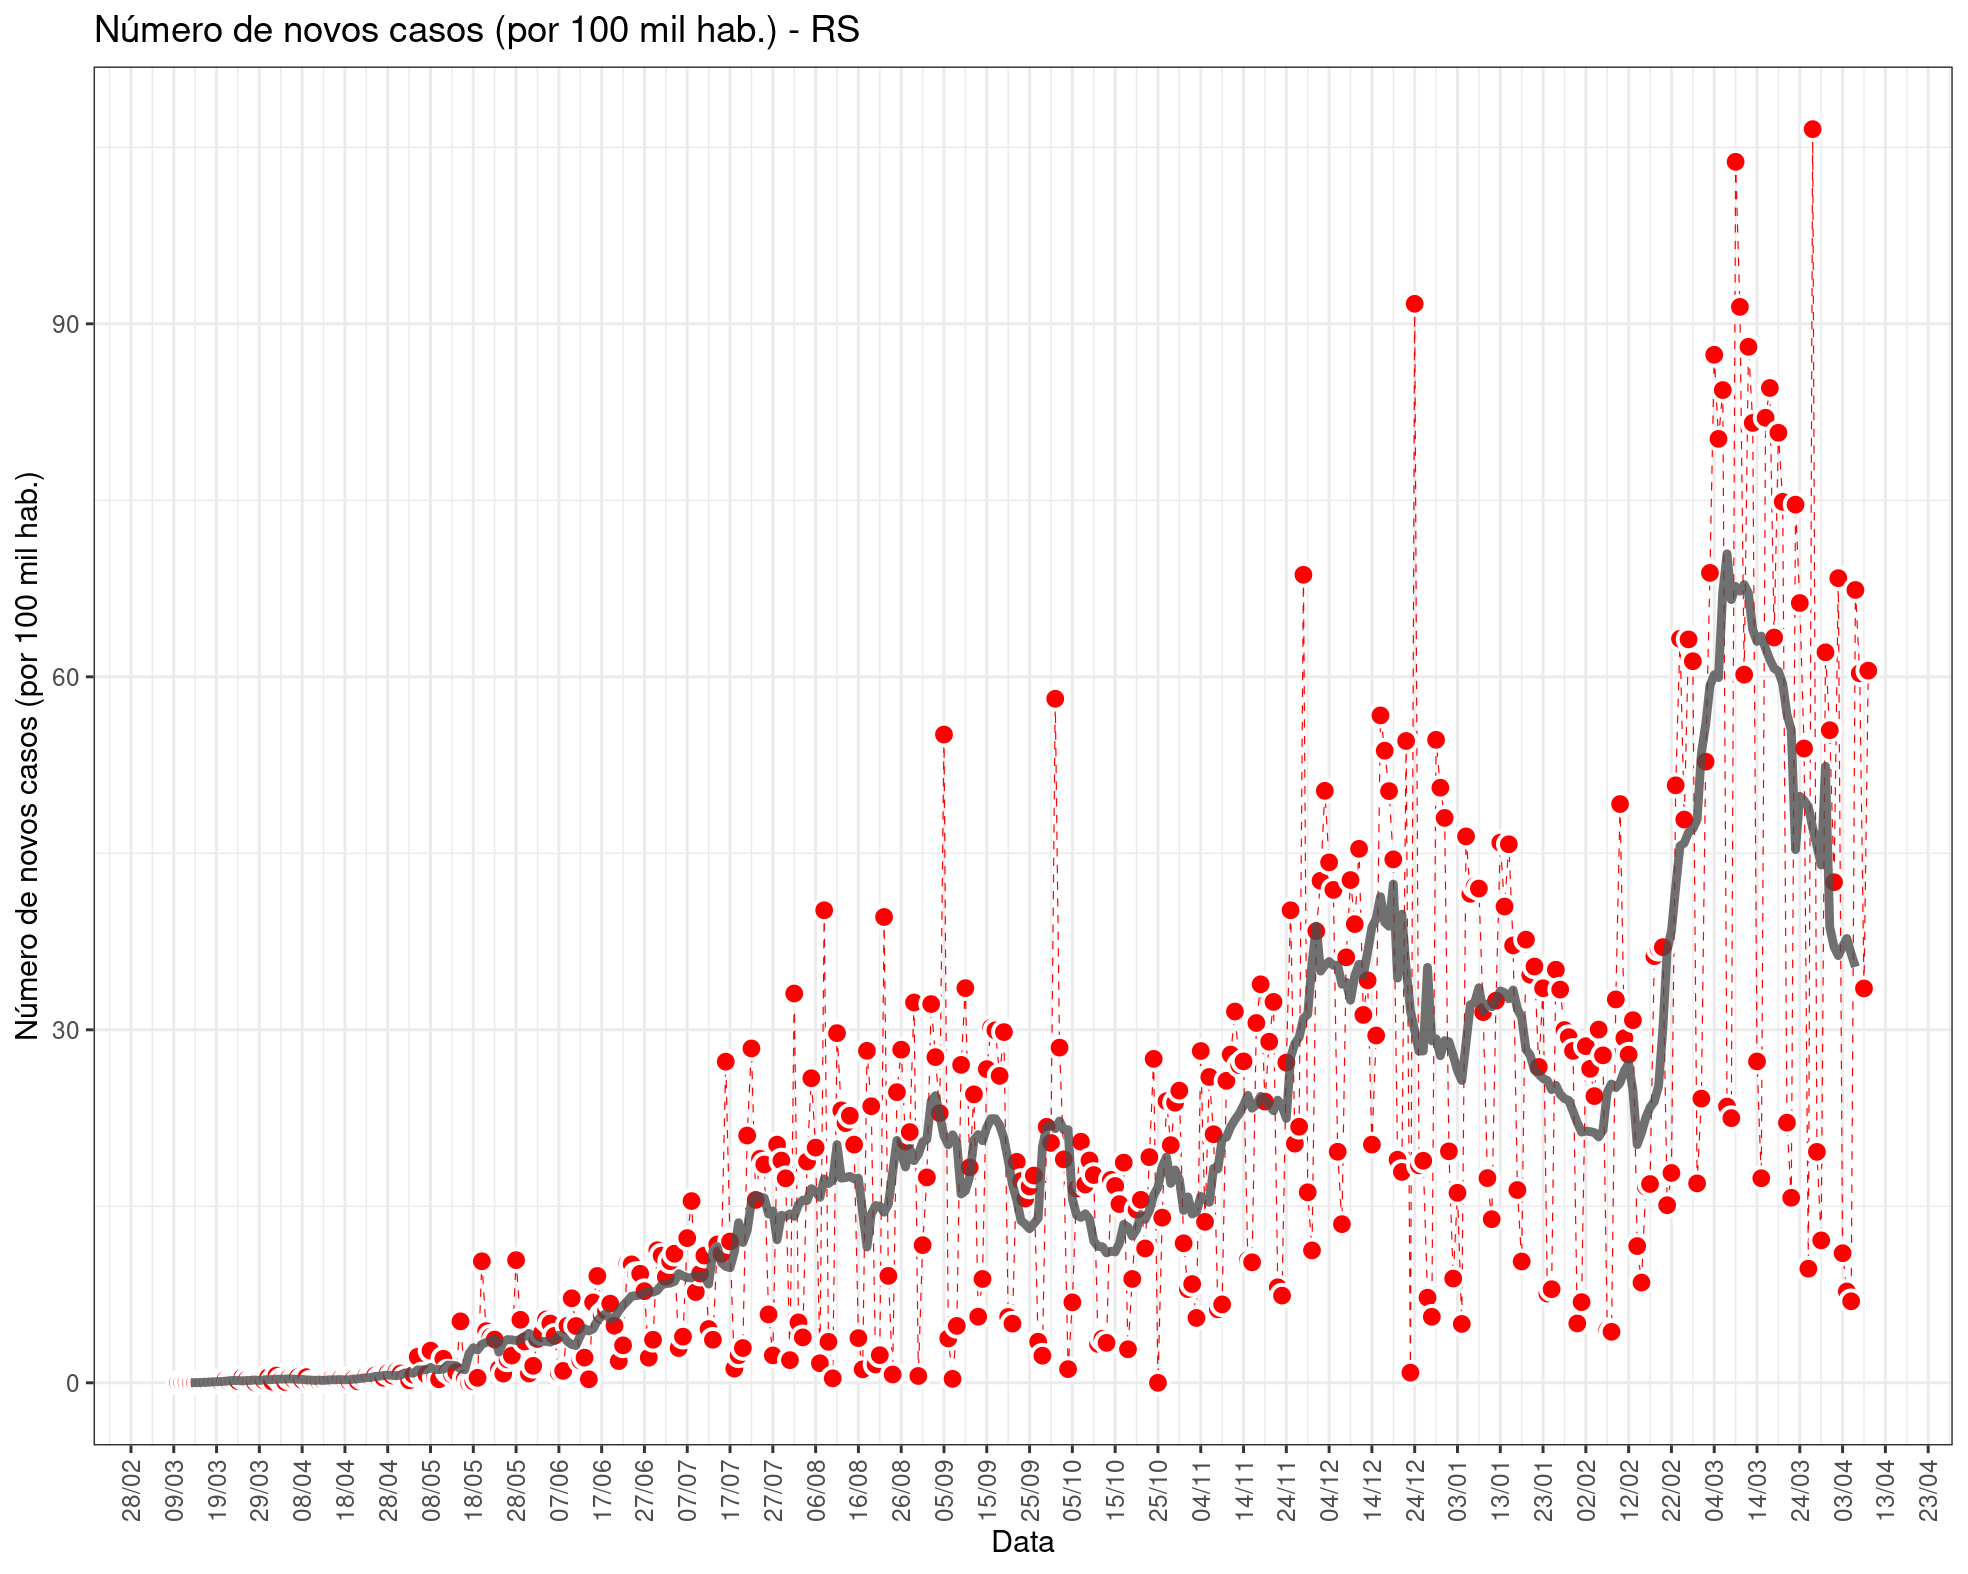 Número de novos casos (por 100 mil hab.) - RS
Número de novos casos (por 100 mil hab.)
90
60
30
0
28/02 09/03 19/03 29/03 08/04 18/04 28/04 08/05 18/05 28/05 07/06 17/06 27/06 07/07 17/07 27/07 06/08 16/08 26/08 05/09 15/09 25/09 05/10 15/10 25/10 04/11 14/11 24/11 04/12 14/12 24/12 03/01 13/01 23/01 02/02 12/02 22/02 04/03 14/03 24/03 03/04 13/04 23/04
Data